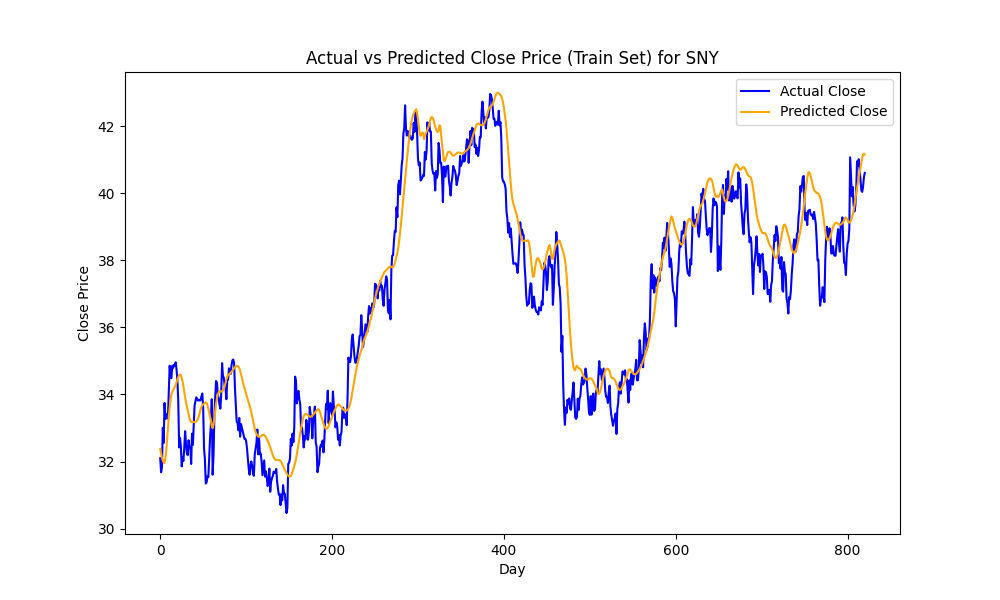 Actual vs Predicted Close Price (Train Set) for SNY
Actual Close
Predicted Close
Close Price
42
40
38
36
34
32
30
0 200 400 600 800
Day